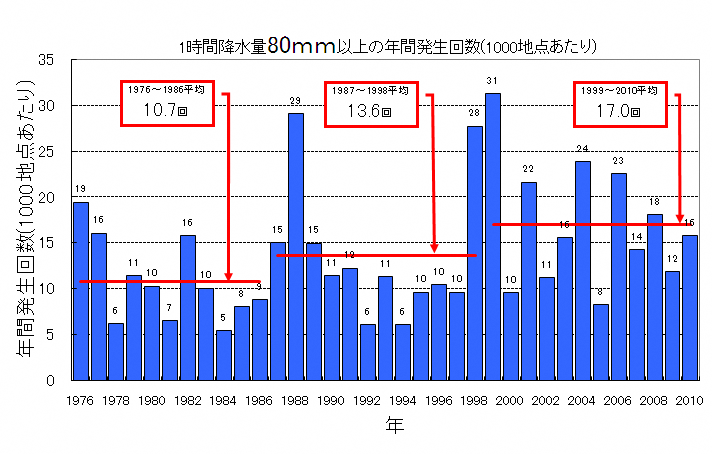 1時間降水量80mm以上の年間発生回数(1000地点あたり)
年間発生回数(1000地点あたり)
35
30
25
20
15
10
5
0
1976～1986平均
10.7回
1987～1998平均
13.6回
1999～2010平均
17.0回
19 16 6 11 10 7 16 10 5 8 9 15 29 15 11 12 6 11 6 10 10 10 28 31 10 22 11 16 24 8 23 14 18 12 16
1976 1978 1980 1982 1984 1986 1988 1990 1992 1994 1996 1998 2000 2002 2004 2006 2008 2010
年